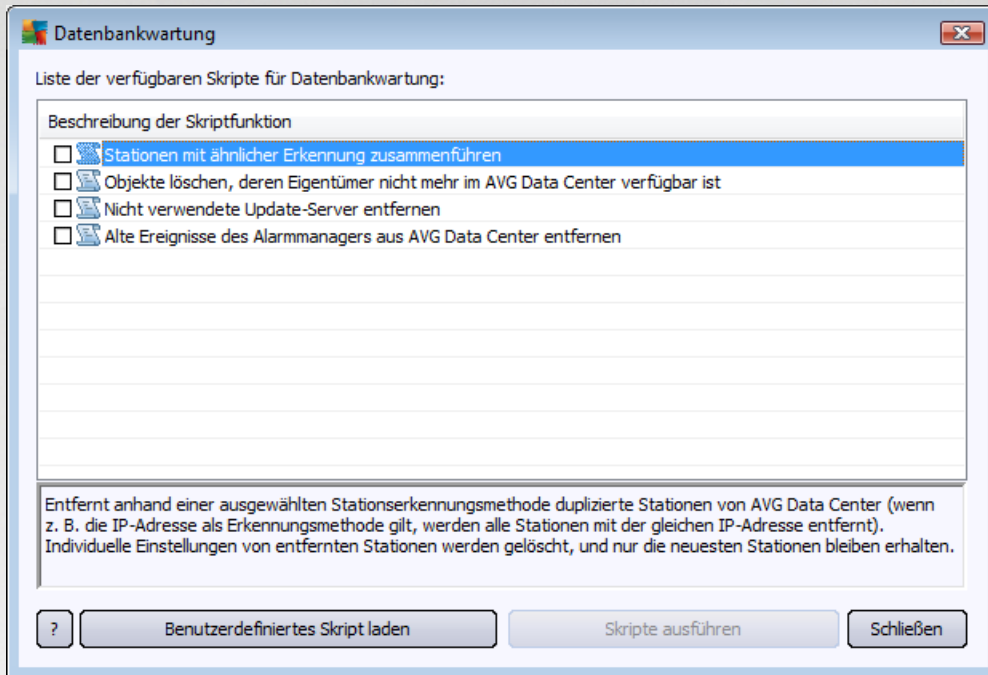 Datenbankwartung
Liste der verfügbaren Skripte für Datenbankwartung:
Beschreibung der Skriptfunktion
Stationen mit ähnlicher Erkennung zusammenführen
Objekte löschen, deren Eigentümer nicht mehr im AVG Data Center verfügbar ist
Nicht verwendete Update-Server entfernen
Alte Ereignisse des Alarmmanagers aus AVG Data Center entfernen
Entfernt anhand einer ausgewählten Stationserkennungsmethode duplizierte Stationen von AVG Data Center (wenn
z. B. die IP-Adresse als Erkennungsmethode gilt, werden alle Stationen mit der gleichen IP-Adresse entfernt).
Individuelle Einstellungen von entfernten Stationen werden gelöscht, und nur die neuesten Stationen bleiben erhalten.
? Benutzerdefiniertes Skript laden Skripte ausführen Schließen